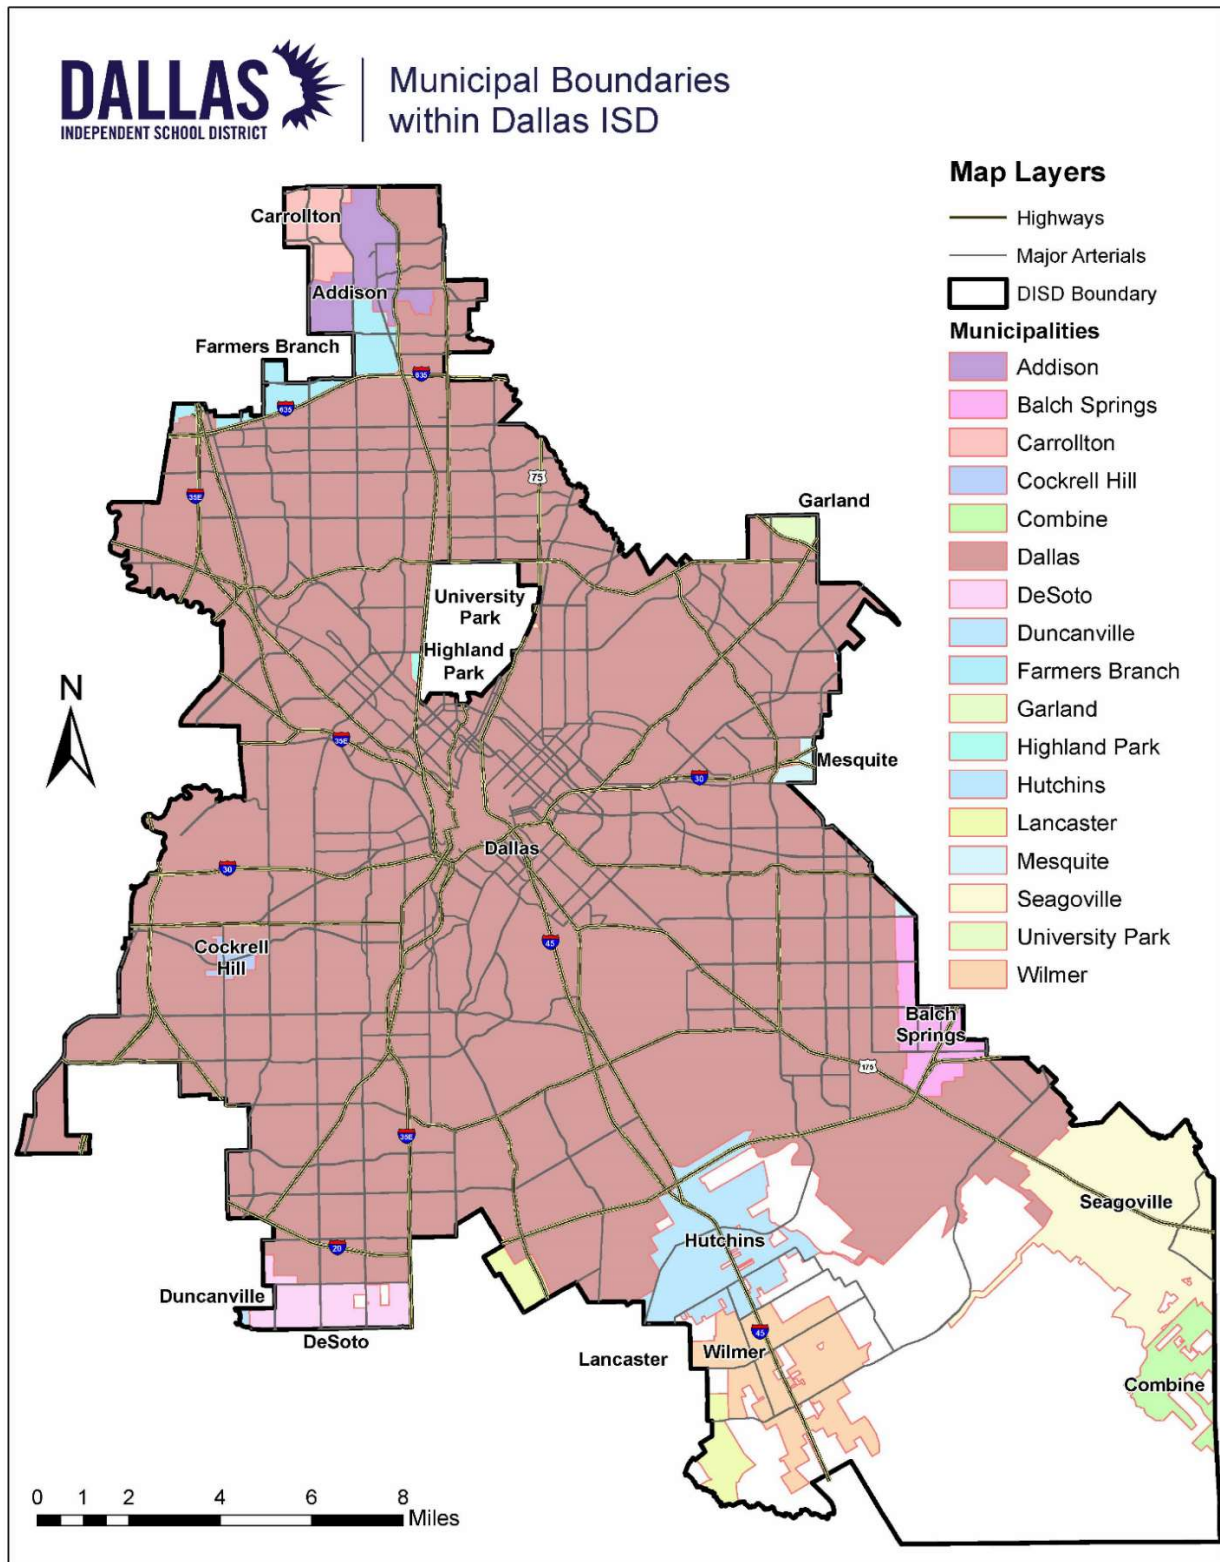 DALLAS
INDEPENDENT SCHOOL DISTRICT
Municipal Boundaries
within Dallas ISD
Map Layers
Highways
Major Arterials
DISD Boundary
Municipalities
Addison
Balch Springs
Carrollton
Cockrell Hill
Combine
Dallas
DeSoto
Duncanville
Farmers Branch
Garland
Highland Park
Hutchins
Lancaster
Mesquite
Seagoville
University Park
Wilmer
Carrollton
Addison
Farmers Branch
635
635
75
35E
Garland
University
Park
Highland
Park
N
35E
Mesquite
30
Dallas
30
Cockrell
Hill
45
Balch
Springs
175
35E
Seagoville
Hutchins
20
Duncanville
DeSoto
45
Lancaster
Wilmer
Combine
0 1 2 4 6 8
Miles